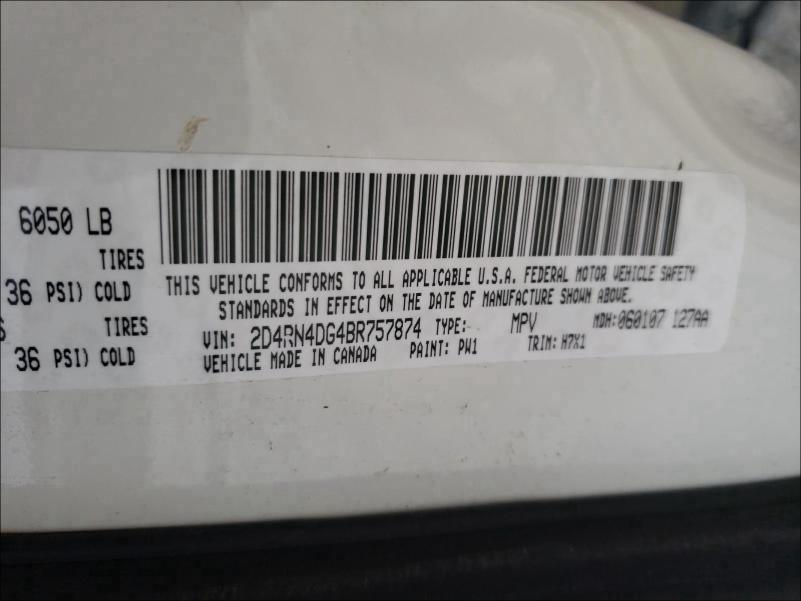 6050 LB
TIRES
36 PSI) COLD
TIRES
36 PSI) COLD
THIS VEHICLE CONFORMS TO ALL APPLICABLE U.S.A. FEDERAL MOTOR VEHICLE SAFETY
STANDARDS IN EFFECT ON THE DATE OF MANUFACTURE SHOWN ABOVE.
VIN: 2D4RN4DG4BR757874 TYPE: MPV MDH:060107 127AA
VEHICLE MADE IN CANADA PAINT: PW1 TRIM: H7X1